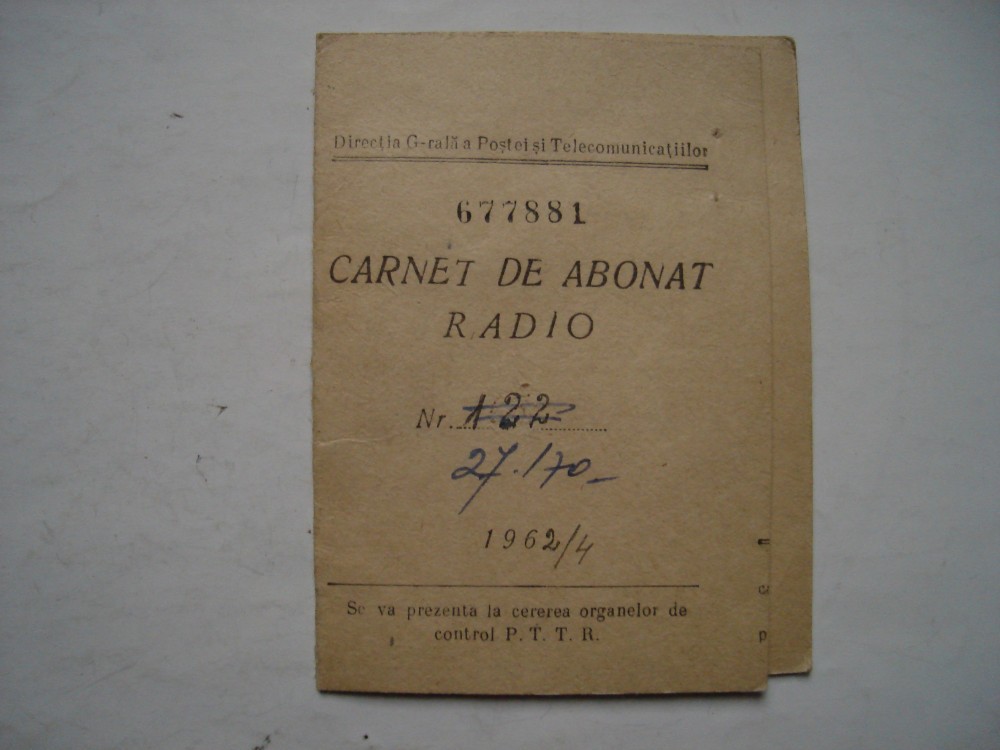 Direcția G-rală a Poștei și Telecomunicațiilor
677881
CARNET DE ABONAT
RADIO
Nr. 122
27.170
1962/4
Se va prezenta la cererea organelor de
control P. T. T. R.